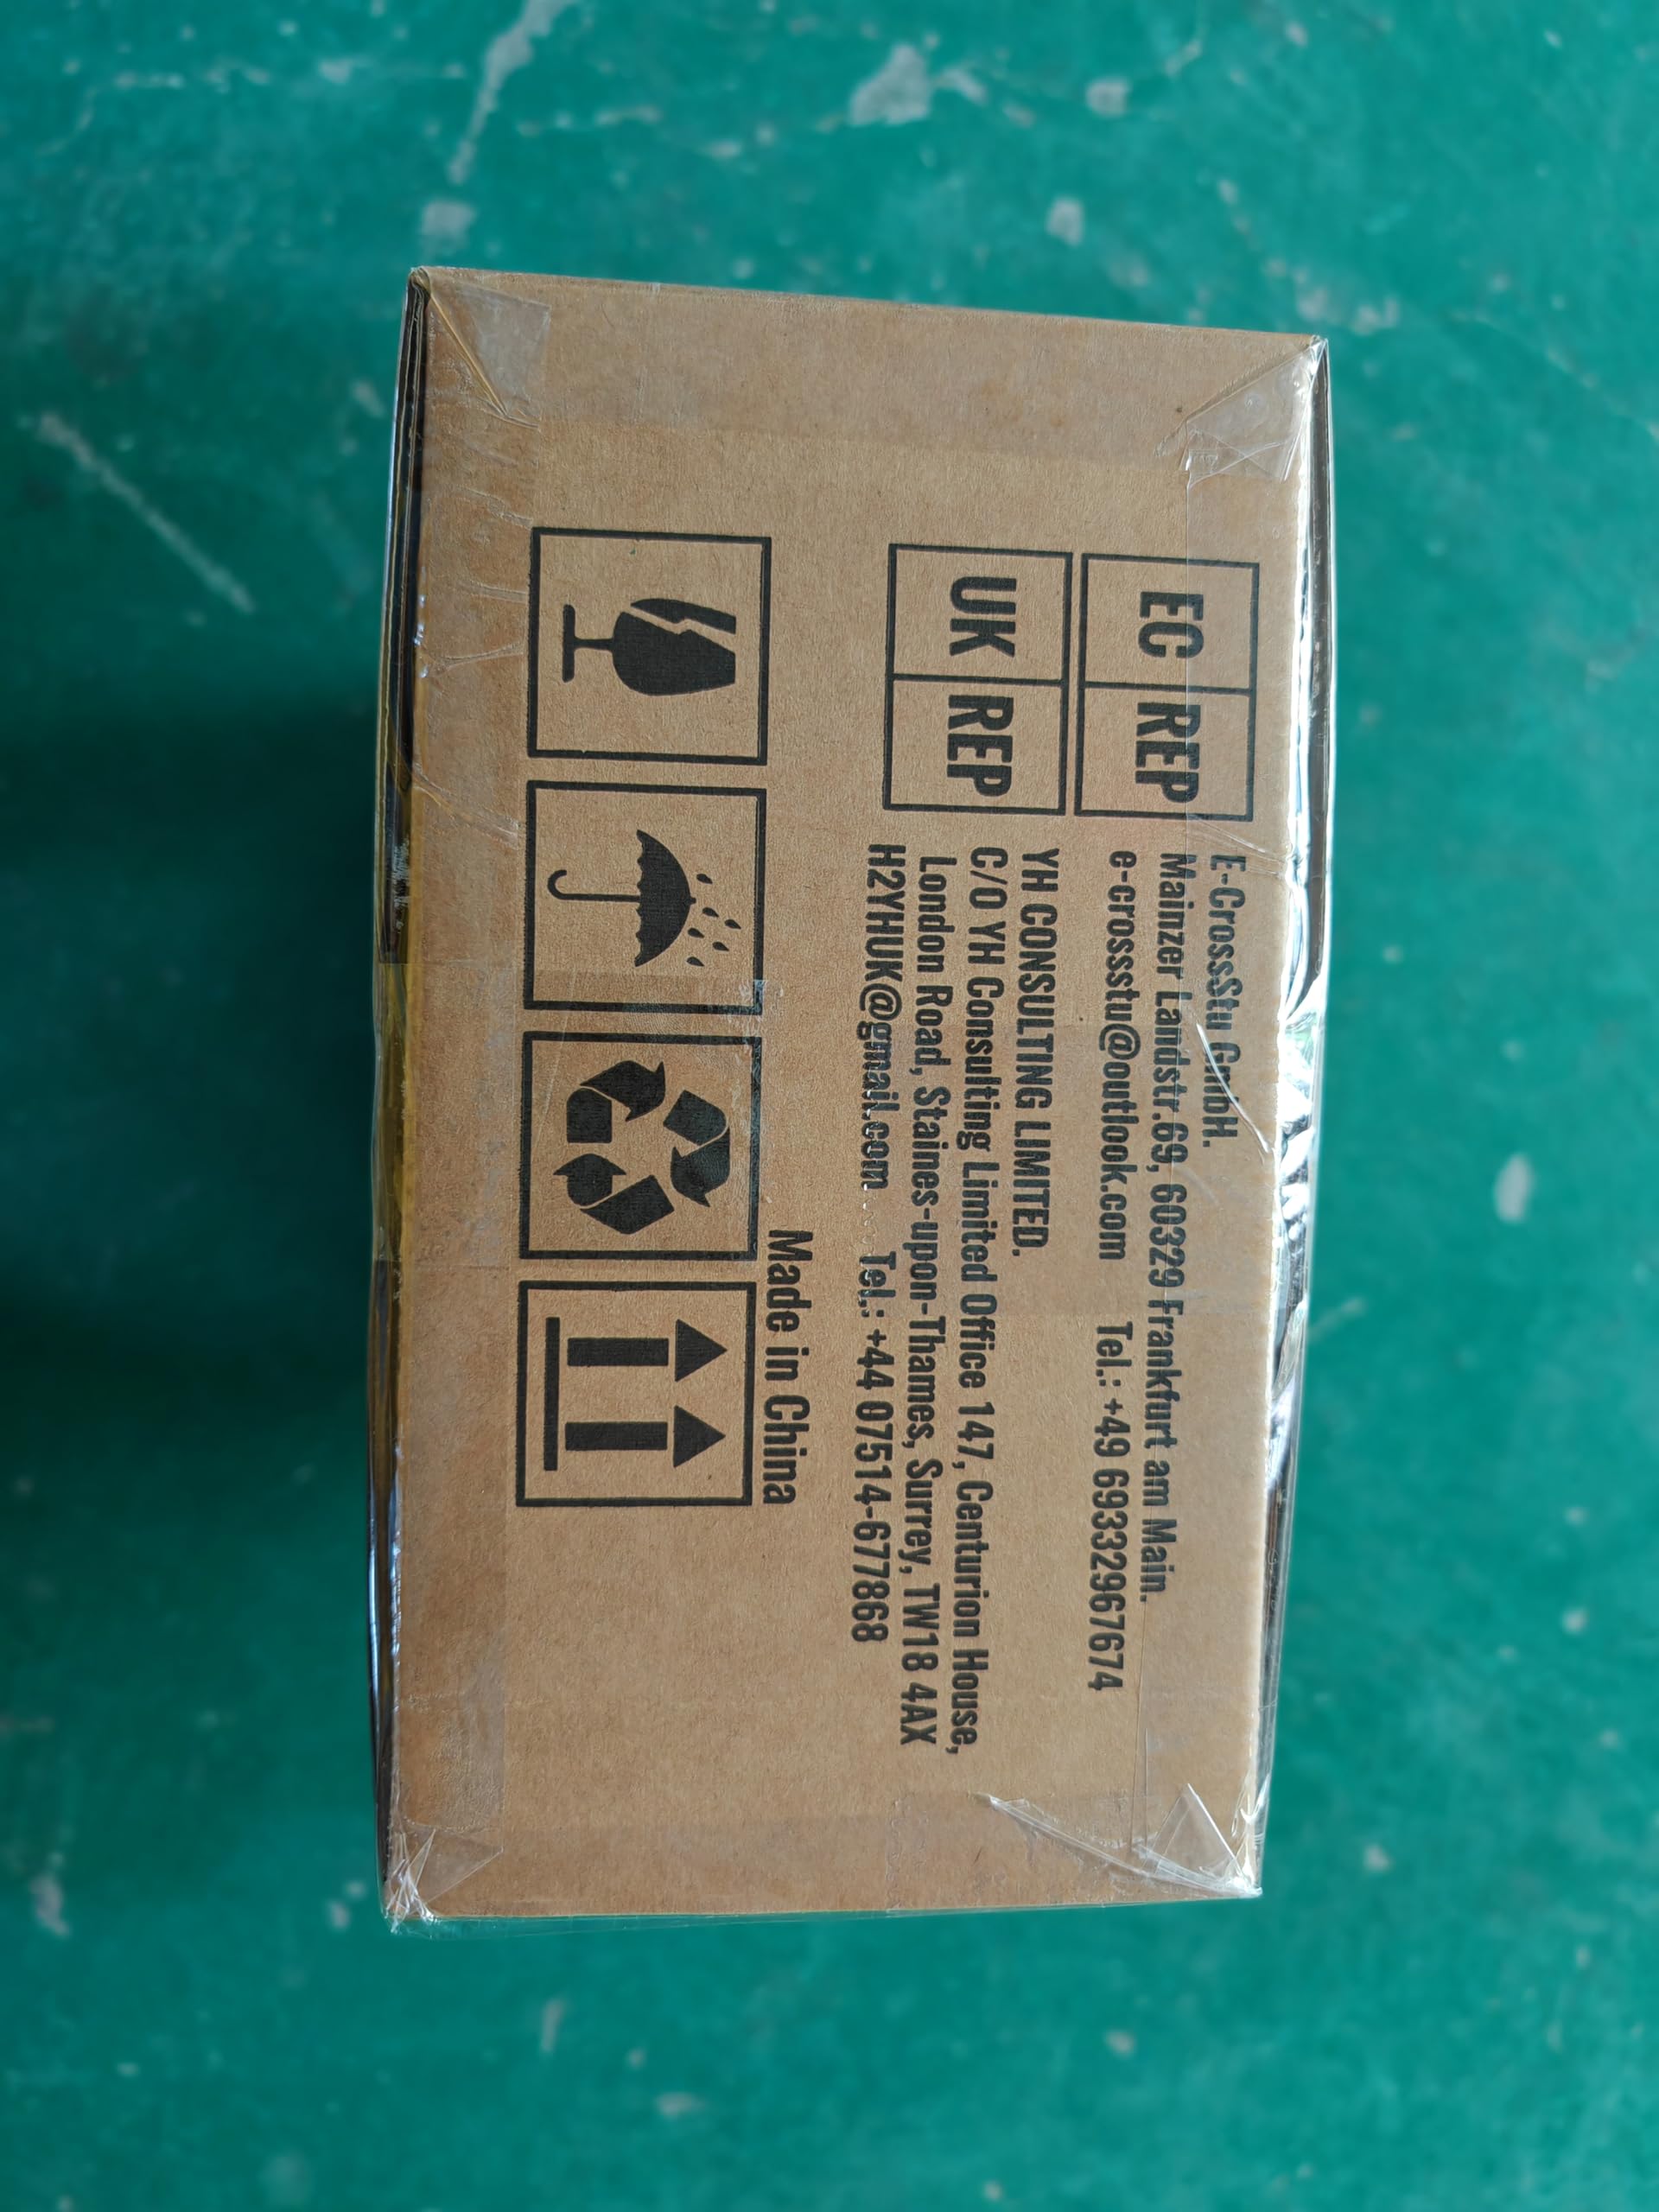 EC REP
E-CrossStu GmbH.
Mainzer Landstr.69, 60329 Frankfurt am Main.
e-crossstu@outlook.com Tel.: +49 69332967674
UK REP
YH CONSULTING LIMITED.
C/O YH Consulting Limited Office 147, Centurion House,
London Road, Staines-upon-Thames, Surrey, TW18 4AX
H2YHUK@gmail.com Tel.: +44 07514-677868
Made in China